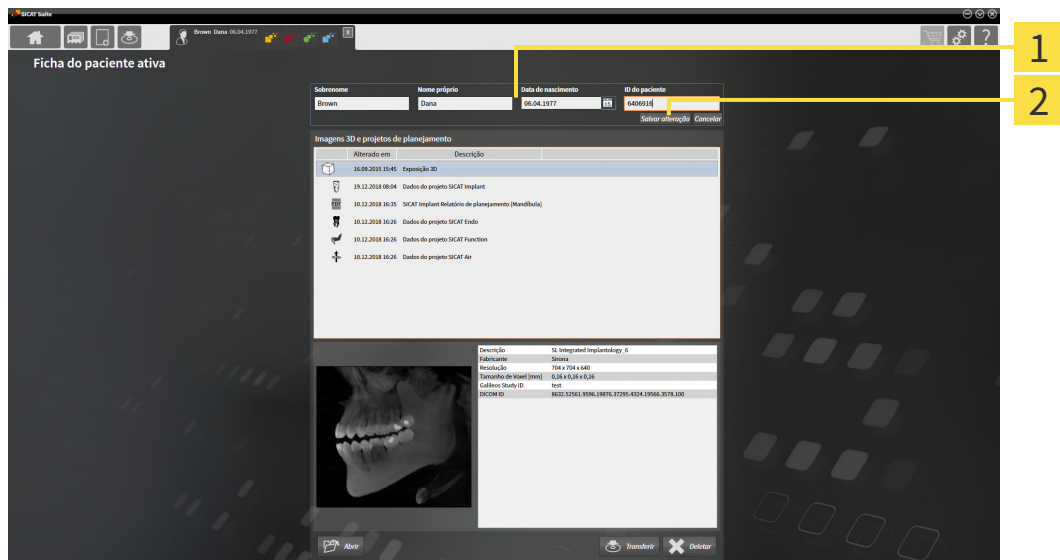 SICAT Suite
Brown Dana 06.04.1977
X
?
Ficha do paciente ativa
1
2
Sobrenome Nome próprio Data de nascimento ID do paciente
Brown Dana 06.04.1977 15 6406916
Salvar alteração Cancelar
Imagens 3D e projetos de planejamento
Alterado em Descrição
16.09.2015 15:45 Exposição 3D
19.12.2018 08:04 Dados do projeto SICAT Implant
PDF 10.12.2018 16:35 SICAT Implant Relatório de planejamento [Mandíbula]
10.12.2018 16:26 Dados do projeto SICAT Endo
10.12.2018 16:26 Dados do projeto SICAT Function
10.12.2018 16:26 Dados do projeto SICAT Air
Descrição SL Integrated Implantology_6
Fabricante Sirona
Resolução 704 x 704 x 640
Tamanho de Voxel [mm] 0,16 x 0,16 x 0,16
Galileos Study ID test
DICOM ID 8632.52561.9596.19876.37295.4324.19566.3578.100
Abrir Transferir Deletar